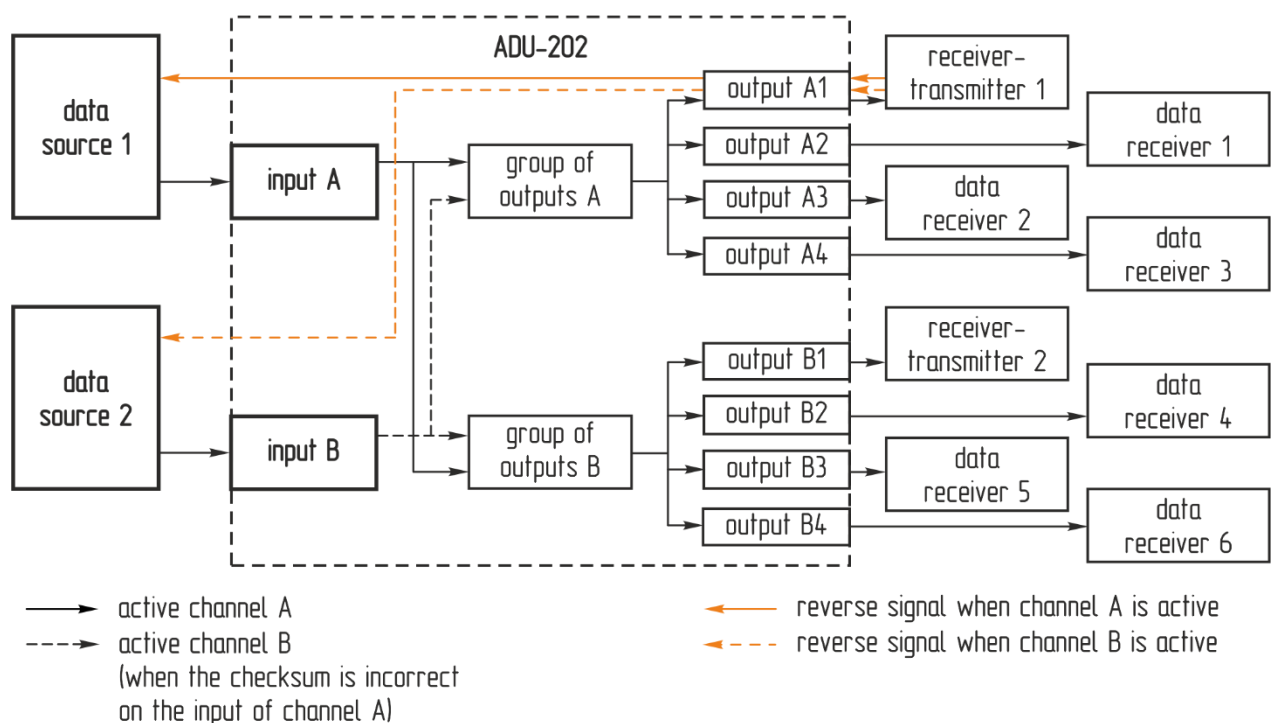 ADU-202
data
source 1
input A
group of
outputs A
output A1
output A2
output A3
output A4
receiver-
transmitter 1
data
receiver 1
data
receiver 2
data
receiver 3
data
source 2
input B
group of
outputs B
output B1
output B2
output B3
output B4
receiver-
transmitter 2
data
receiver 4
data
receiver 5
data
receiver 6
active channel A
active channel B
(when the checksum is incorrect
on the input of channel A)
reverse signal when channel A is active
reverse signal when channel B is active